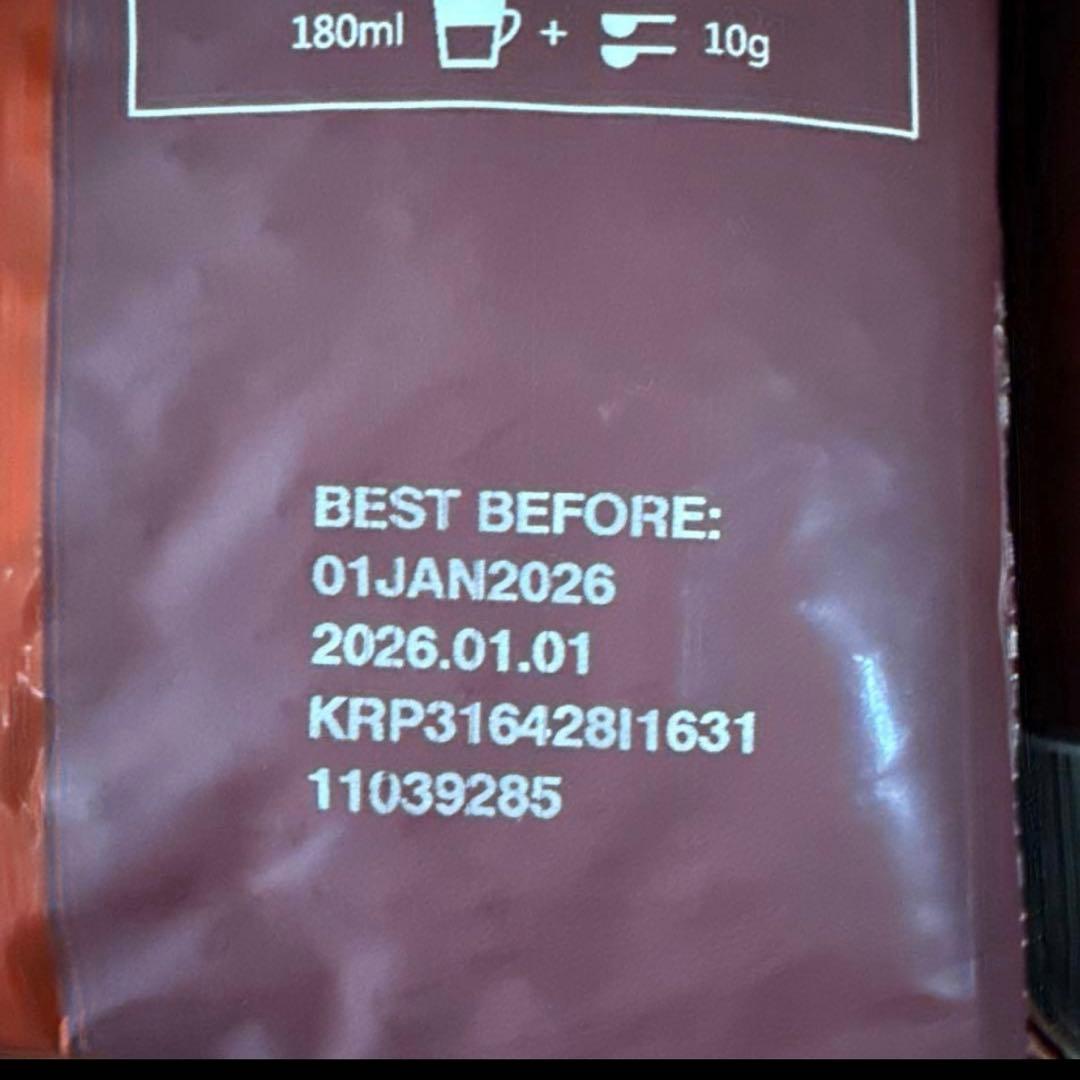 180ml + 10g
BEST BEFORE:
01JAN2026
2026.01.01
KRP316428I1631
11039285